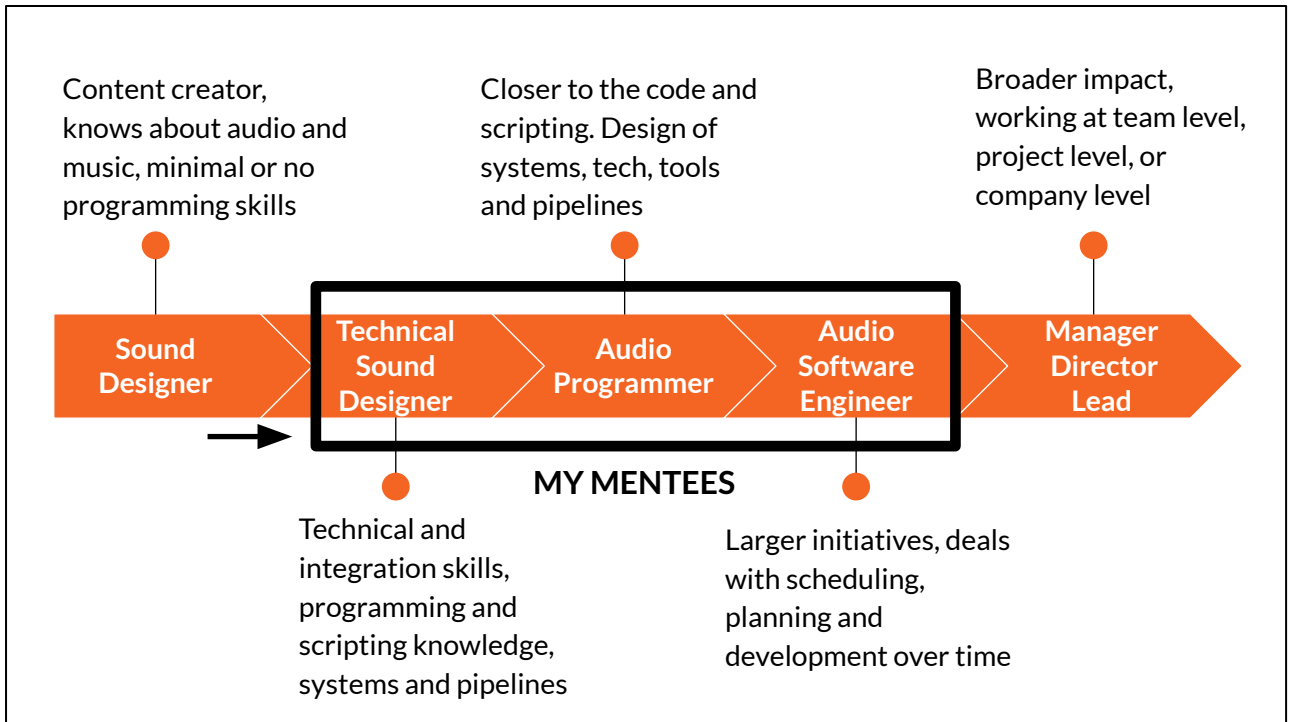 Content creator,
knows about audio and
music, minimal or no
programming skills
Closer to the code and
scripting. Design of
systems, tech, tools
and pipelines
Broader impact,
working at team level,
project level, or
company level
Sound
Designer
Technical
Sound
Designer
Audio
Programmer
Audio
Software
Engineer
Manager
Director
Lead
MY MENTEES
Technical and
integration skills,
programming and
scripting knowledge,
systems and pipelines
Larger initiatives, deals
with scheduling,
planning and
development over time